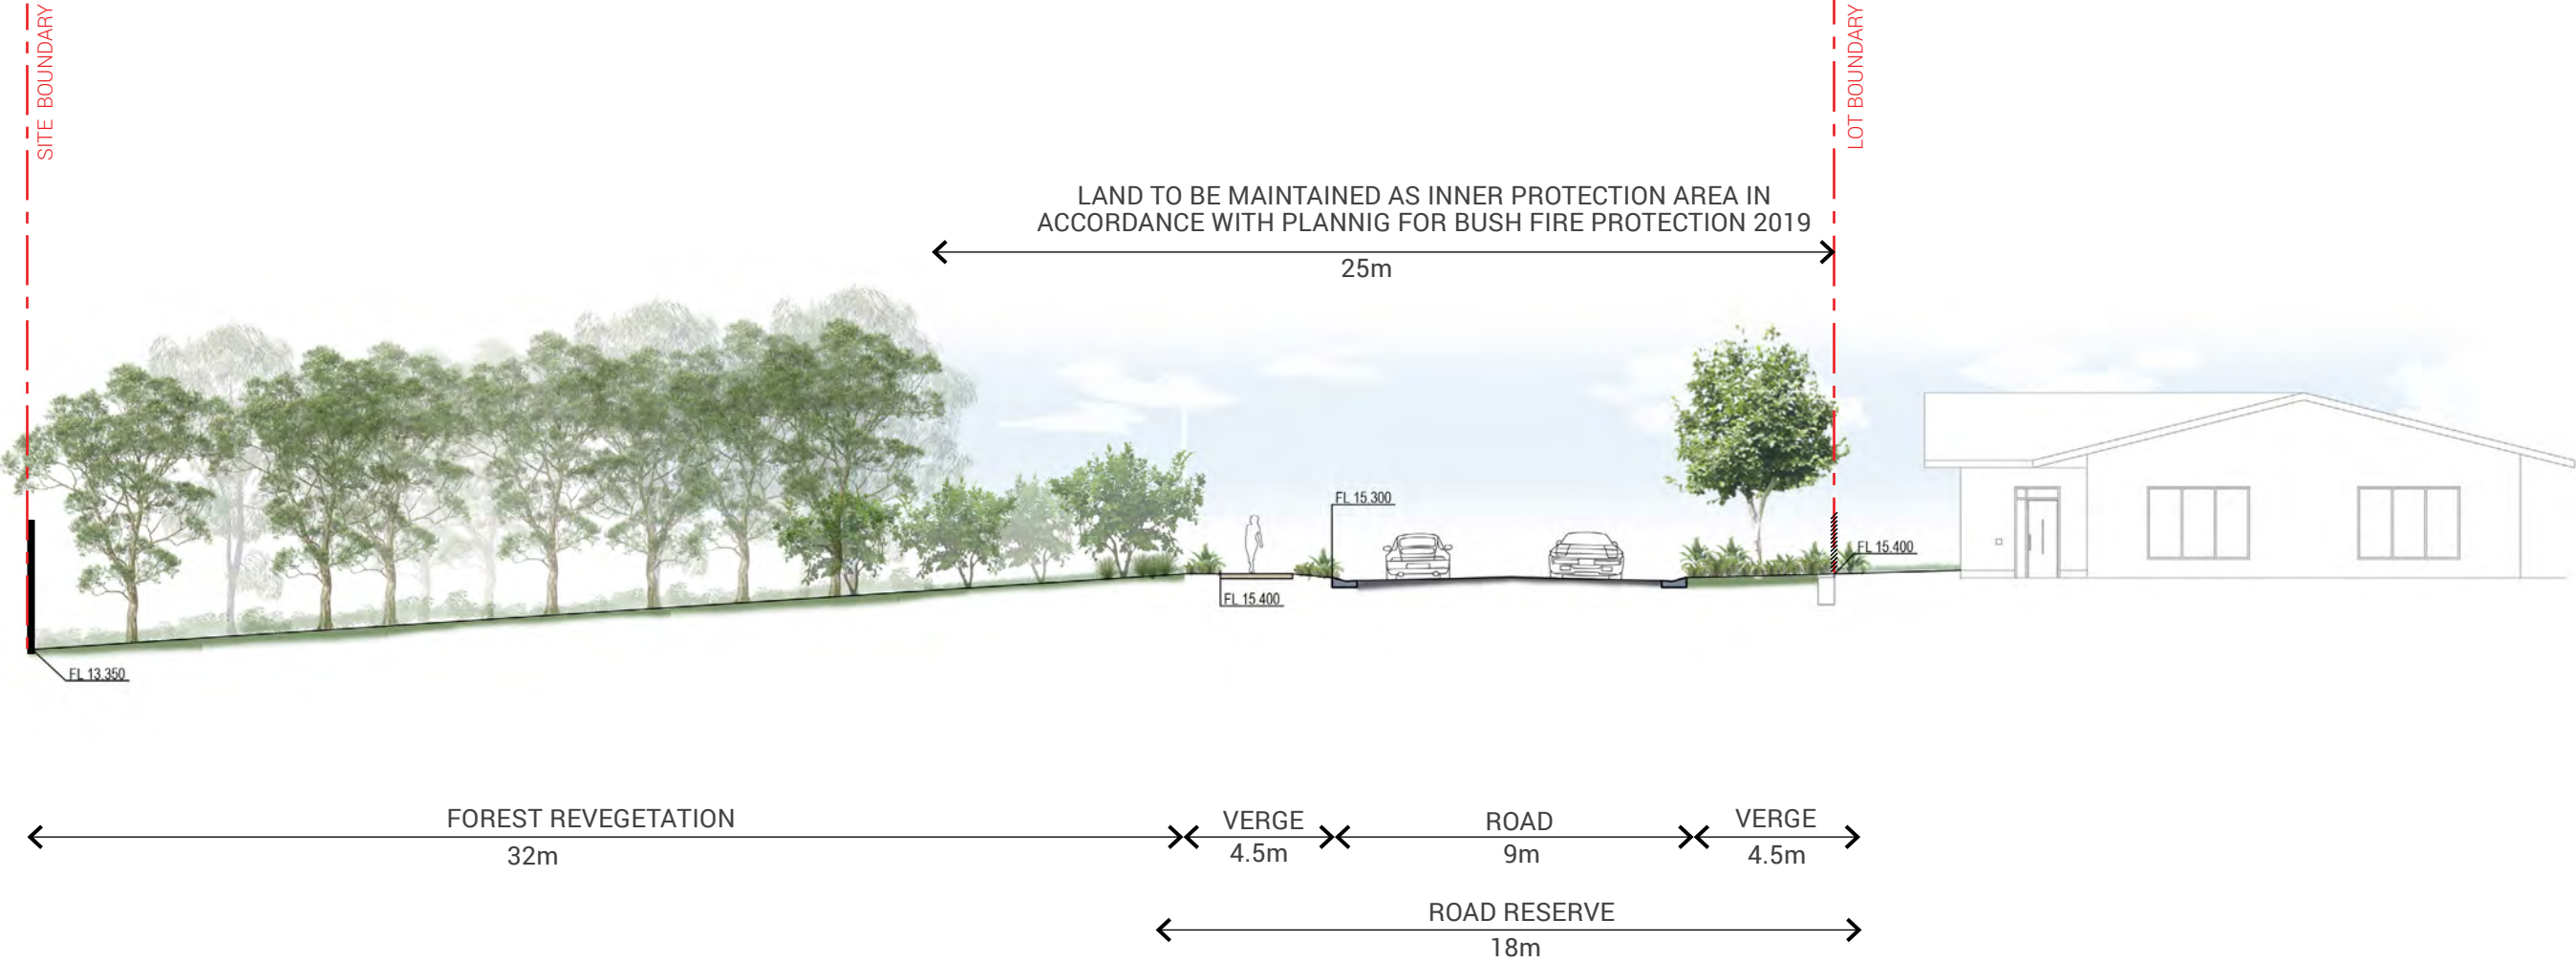 SITE BOUNDARY
LOT BOUNDARY
LAND TO BE MAINTAINED AS INNER PROTECTION AREA IN
ACCORDANCE WITH PLANNIG FOR BUSH FIRE PROTECTION 2019
25m
FL 15.300
FL 15.400
FL 15.400
FL 13.350
FOREST REVEGETATION
32m
VERGE
4.5m
ROAD
9m
VERGE
4.5m
ROAD RESERVE
18m